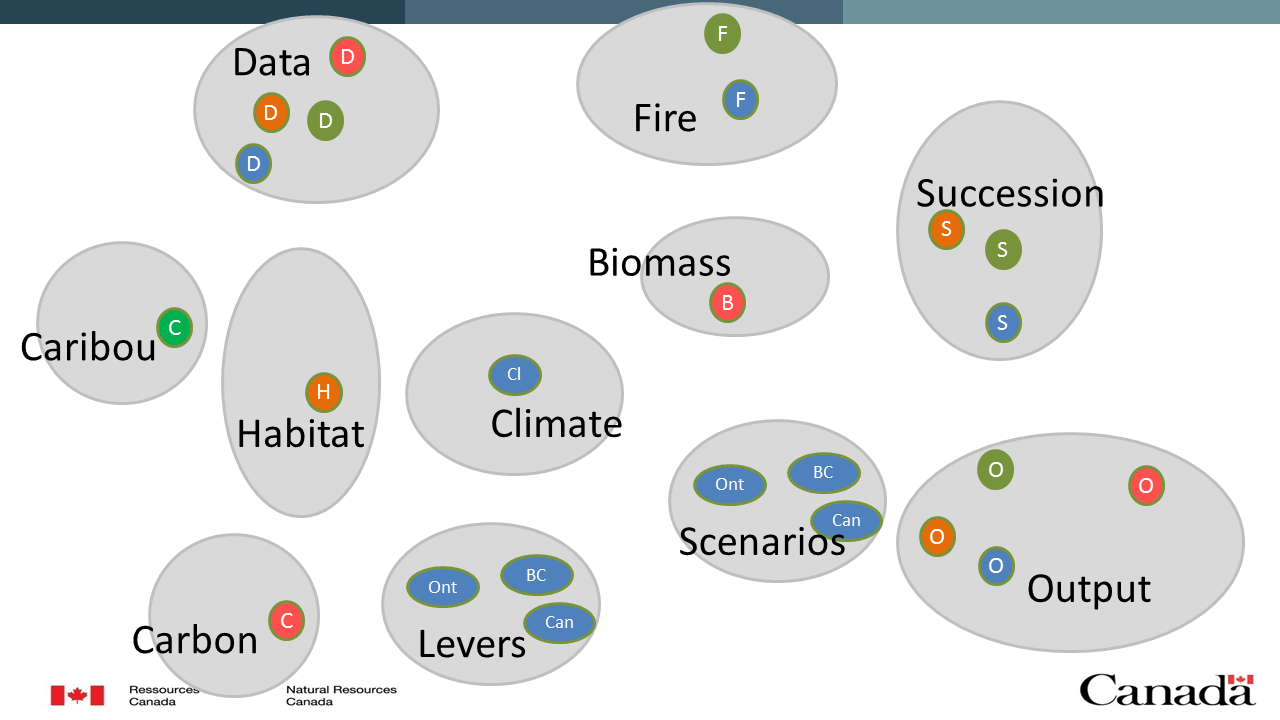 Data
D
D
D
D
F
F
Fire
Succession
S
S
S
Biomass
B
C
Caribou
H
Habitat
Cl
Climate
Ont
BC
Can
Scenarios
O
O
O
O
Output
C
Carbon
Ont
BC
Can
Levers
Ressources
Canada
Natural Resources
Canada
Canada